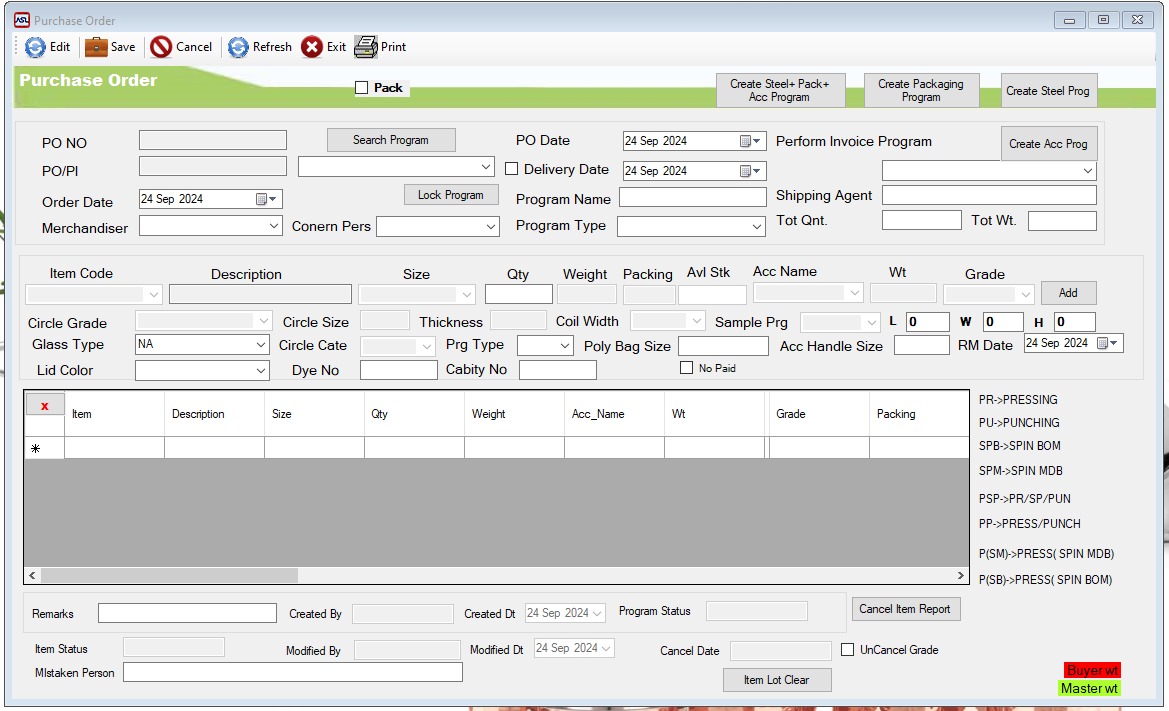 ASL Purchase Order
Edit Save Cancel Refresh Exit Print
Purchase Order
Pack
Create Steel+ Pack+ Acc Program
Create Packaging Program
Create Steel Prog
PO NO
Search Program
PO Date 24 Sep 2024
Perform Invoice Program
Create Acc Prog
PO/PI
Delivery Date 24 Sep 2024
Order Date 24 Sep 2024
Lock Program
Program Name
Shipping Agent
Merchandiser
Conern Pers
Program Type
Tot Qnt.
Tot Wt.
Item Code Description Size Qty Weight Packing Avl Stk Acc Name Wt Grade
Add
Circle Grade Circle Size Thickness Coil Width Sample Prg L 0 W 0 H 0
Glass Type NA Circle Cate Prg Type Poly Bag Size Acc Handle Size RM Date 24 Sep 2024
Lid Color Dye No Cabity No No Paid
x Item Description Size Qty Weight Acc_Name Wt Grade Packing
*
PR->PRESSING
PU->PUNCHING
SPB->SPIN BOM
SPM->SPIN MDB
PSP->PR/SP/PUN
PP->PRESS/PUNCH
P(SM)->PRESS( SPIN MDB)
P(SB)->PRESS( SPIN BOM)
Remarks Created By Created Dt 24 Sep 2024 Program Status Cancel Item Report
Item Status Modified By Modified Dt 24 Sep 2024 Cancel Date UnCancel Grade
MIstaken Person
Item Lot Clear
Buyer wt
Master wt